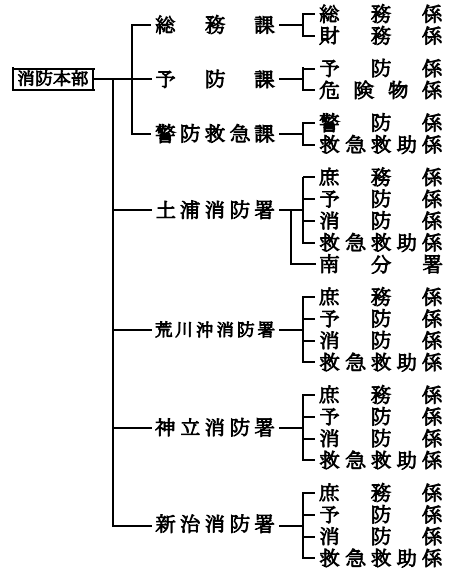 消防本部
総務課
総務係
財務係
予防課
予防係
危険物係
警防救急課
警防係
救急救助係
土浦消防署
庶務係
予防係
消防係
救急救助係
南分署
荒川沖消防署
庶務係
予防係
消防係
救急救助係
神立消防署
庶務係
予防係
消防係
救急救助係
新治消防署
庶務係
予防係
消防係
救急救助係